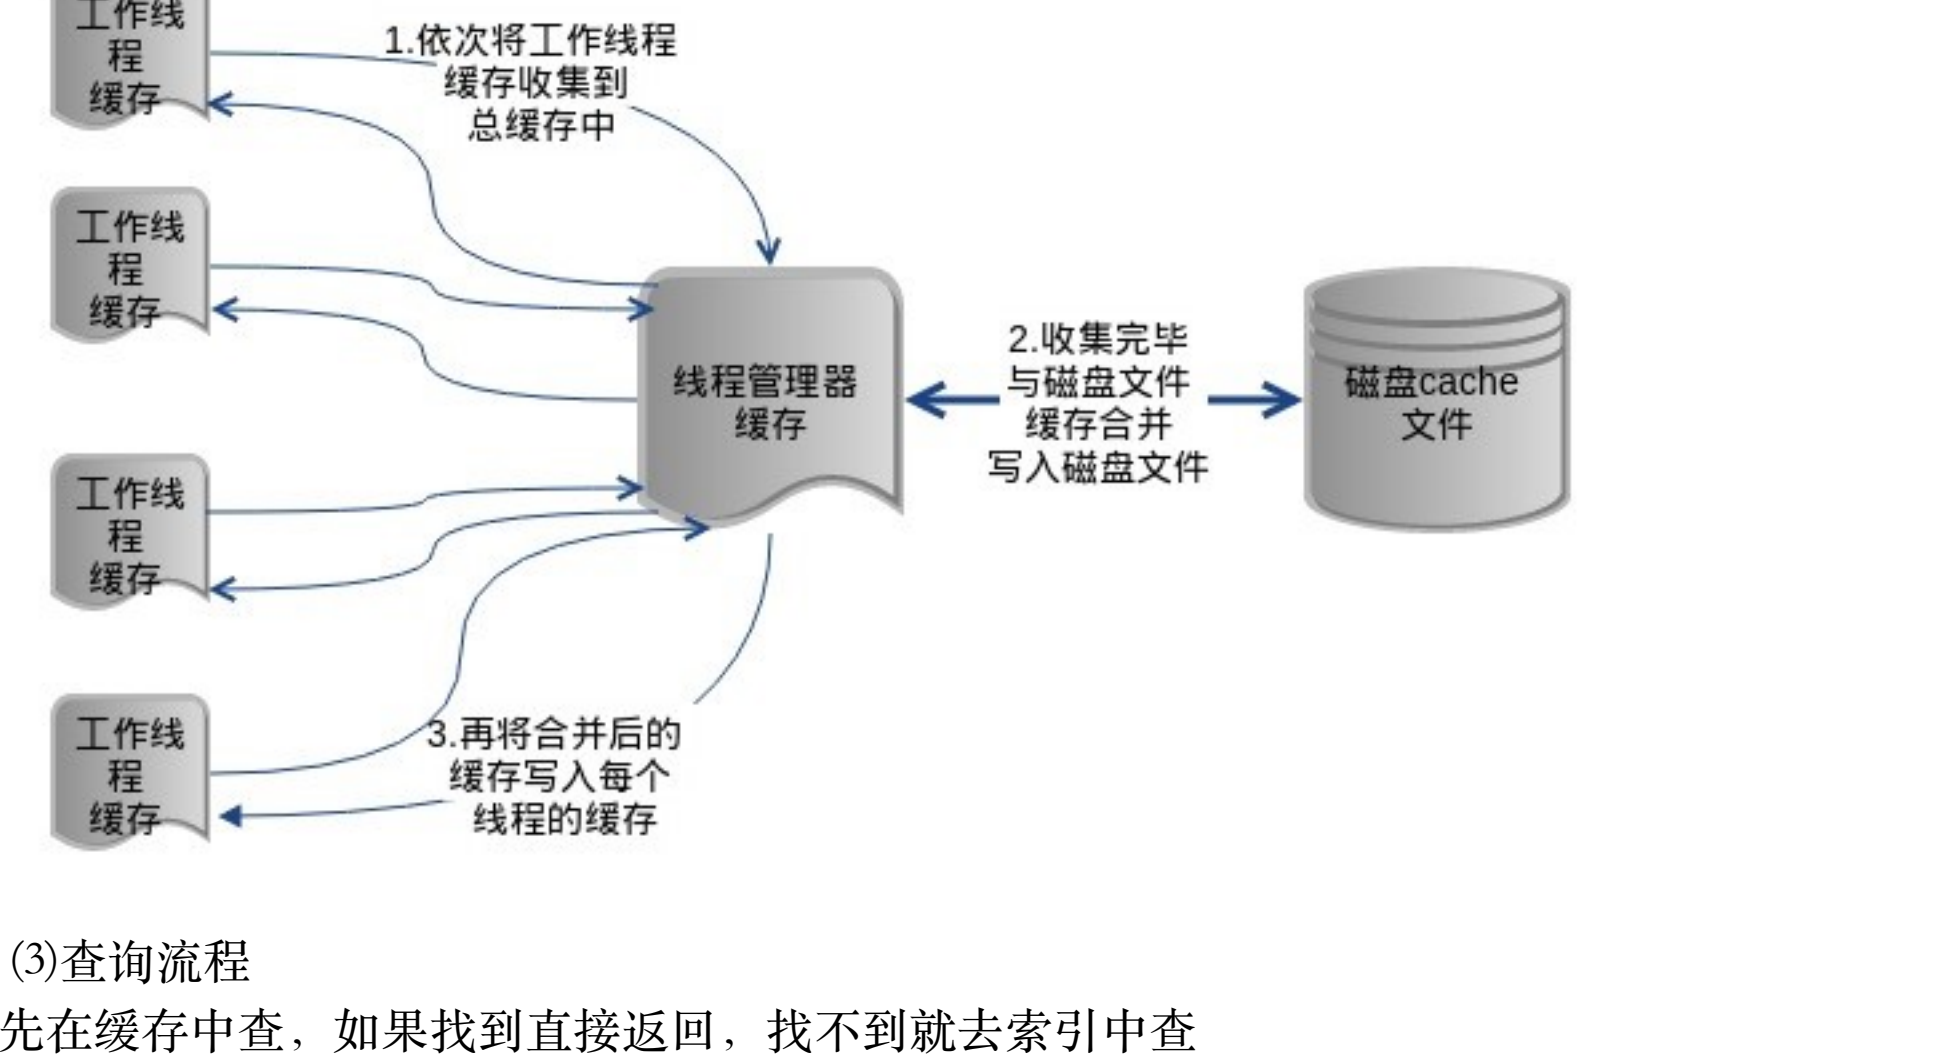 工作线
程
缓存
1.依次将工作线程
缓存收集到
总缓存中
工作线
程
缓存
线程管理器
缓存
2.收集完毕
与磁盘文件
缓存合并
写入磁盘文件
磁盘cache
文件
工作线
程
缓存
工作线
程
缓存
3.再将合并后的
缓存写入每个
线程的缓存
⑶查询流程
先在缓存中查，如果找到直接返回，找不到就去索引中查